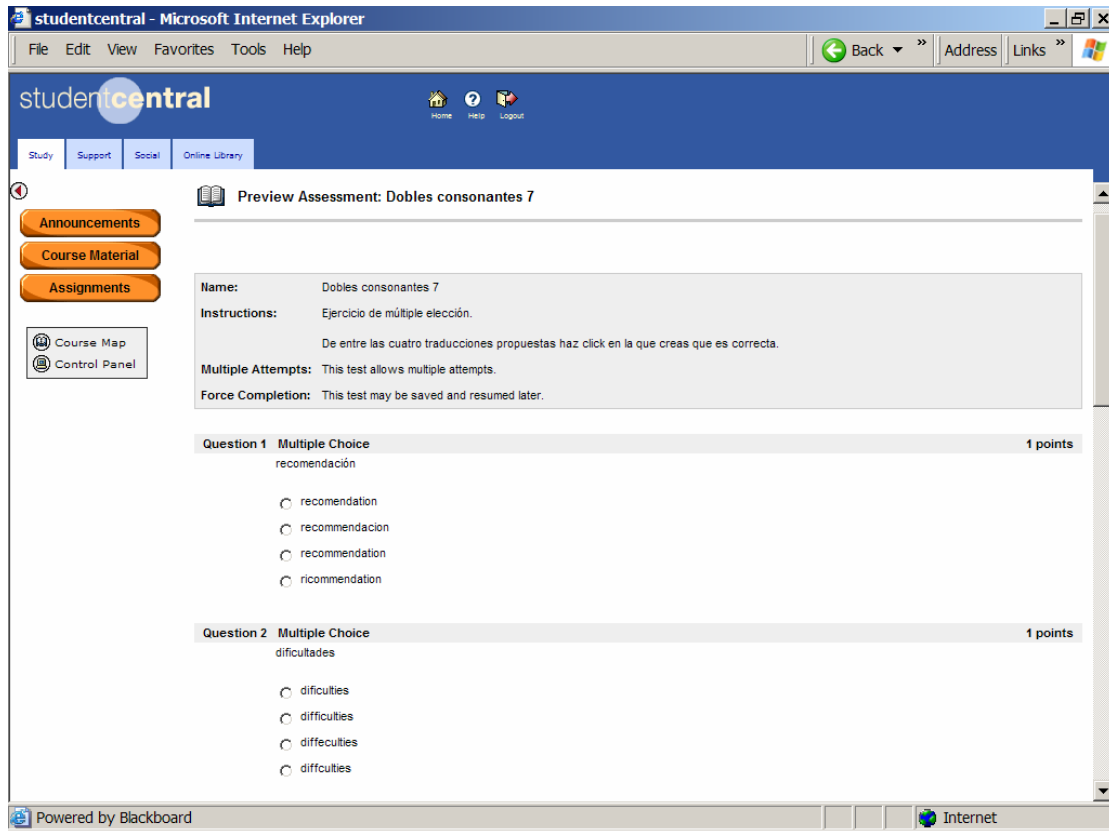 studentcentral - Microsoft Internet Explorer
File Edit View Favorites Tools Help
Back » Address Links »
studentcentral
Home Help Logout
Study Support Social Online Library
Preview Assessment: Dobles consonantes 7
Announcements
Course Material
Assignments
Course Map
Control Panel
Name: Dobles consonantes 7
Instructions: Ejercicio de múltiple elección.
De entre las cuatro traducciones propuestas haz click en la que creas que es correcta.
Multiple Attempts: This test allows multiple attempts.
Force Completion: This test may be saved and resumed later.
Question 1 Multiple Choice 1 points
recomendación
recomendation
recommendacion
recommendation
ricommendation
Question 2 Multiple Choice 1 points
dificultades
dificulties
difficulties
diffeculties
diffculties
Powered by Blackboard Internet